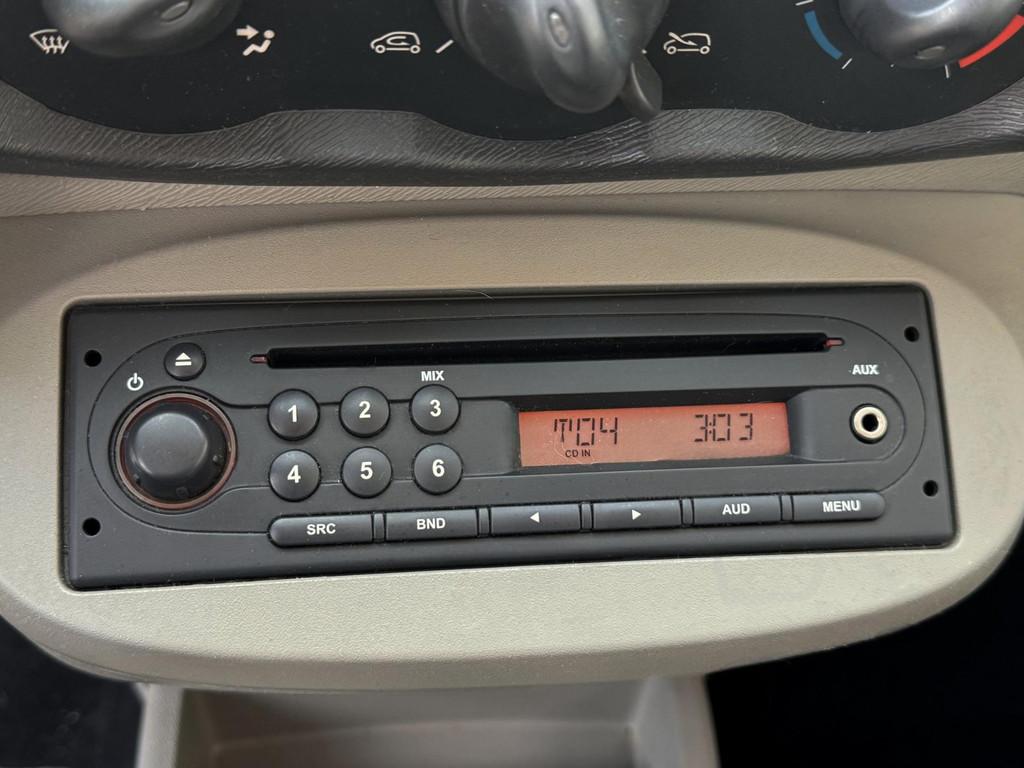 MIX
AUX
1 2 3
T04 3:03
CD IN
4 5 6
SRC BND AUD MENU